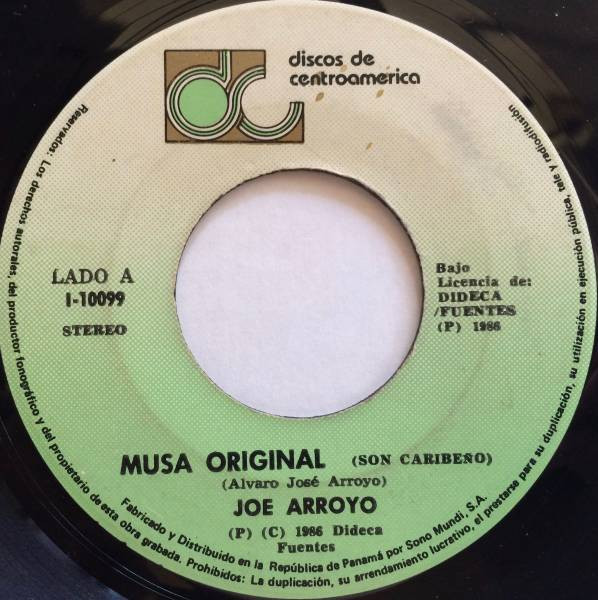 dc
discos de
centroamerica
LADO A
I-10099
STEREO
Bajo
Licencia de:
DIDECA
/FUENTES
(P) 1986
MUSA ORIGINAL (SON CARIBEÑO)
(Alvaro José Arroyo)
JOE ARROYO
(P) (C) 1986 Dideca
Fuentes
Fabricado y Distribuido en la República de Panamá por Sono Mundi, S.A.
Reservados: Los derechos autorales, del productor fonográfico y del propietario de esta obra grabada. Prohibidos: La duplicación, su arrendamiento lucrativo, el prestarse para su duplicación, su utilización en ejecución pública, tele y radiodifusión